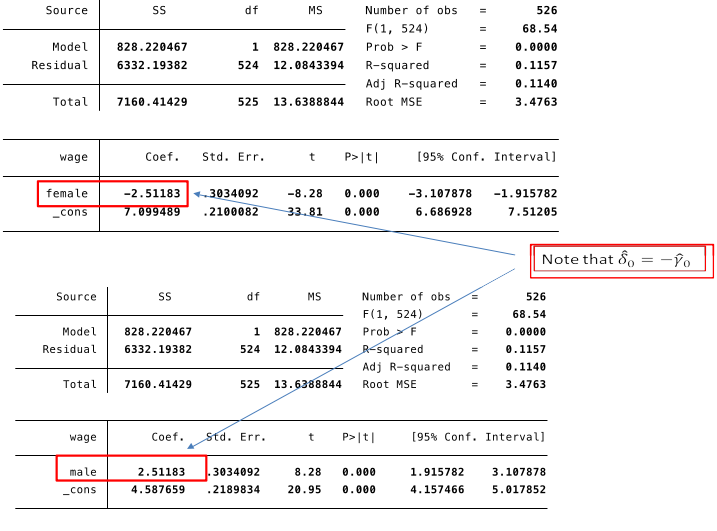 Source SS df MS Number of obs = 526
F(1, 524) = 68.54
Model 828.220467 1 828.220467 Prob > F = 0.0000
Residual 6332.19382 524 12.0843394 R-squared = 0.1157
Adj R-squared = 0.1140
Total 7160.41429 525 13.6388844 Root MSE = 3.4763
wage Coef. Std. Err. t P>|t| [95% Conf. Interval]
female -2.51183 .3034092 -8.28 0.000 -3.107878 -1.915782
_cons 7.099489 .2100082 33.81 0.000 6.686928 7.51205
Note that δ̂₀ = −γ̂₀
Source SS df MS Number of obs = 526
F(1, 524) = 68.54
Model 828.220467 1 828.220467 Prob > F = 0.0000
Residual 6332.19382 524 12.0843394 R-squared = 0.1157
Adj R-squared = 0.1140
Total 7160.41429 525 13.6388844 Root MSE = 3.4763
wage Coef. Std. Err. t P>|t| [95% Conf. Interval]
male 2.51183 .3034092 8.28 0.000 1.915782 3.107878
_cons 4.587659 .2189834 20.95 0.000 4.157466 5.017852